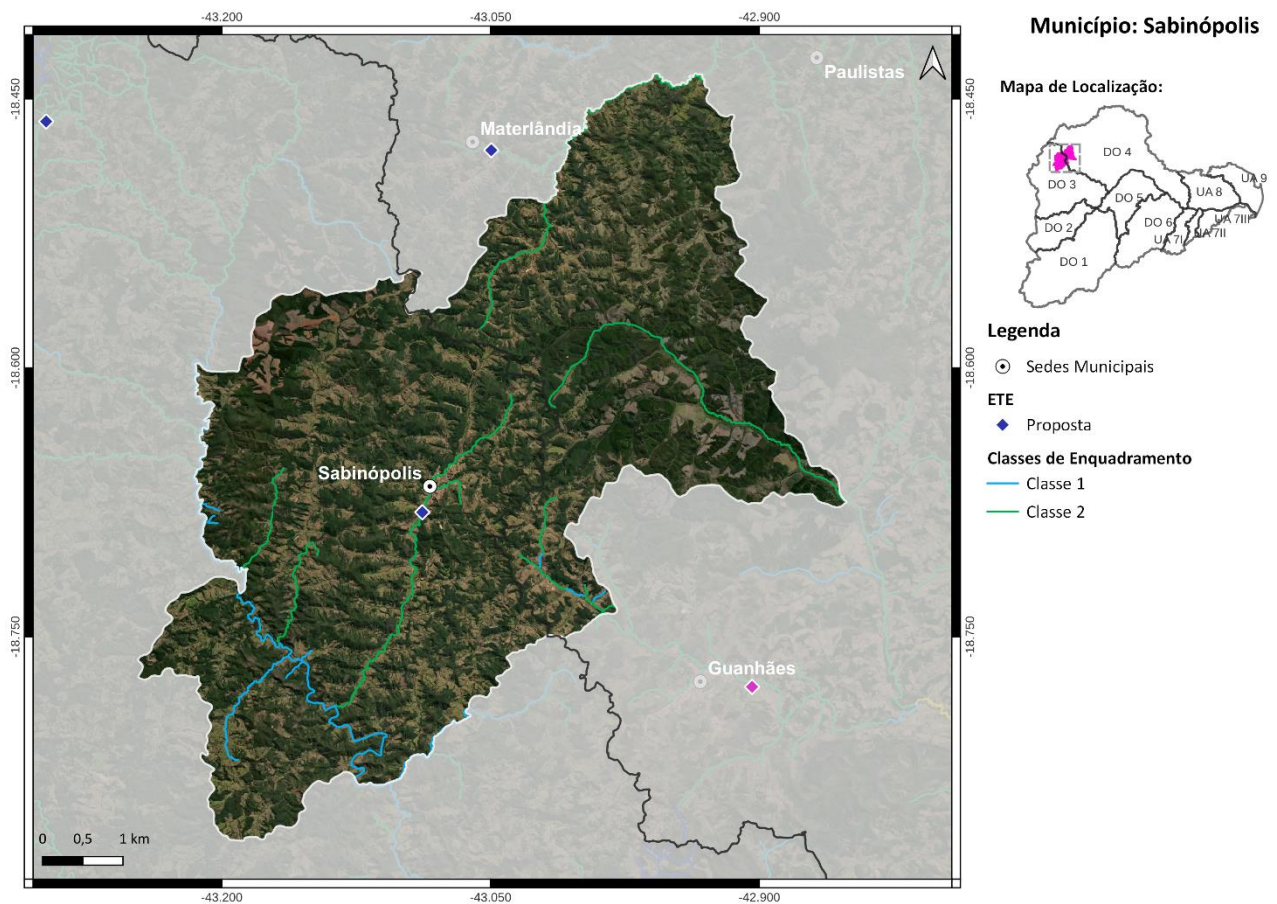 -43.200 -43.050 -42.900
Município: Sabinópolis
Paulistas
Mapa de Localização:
-18.450 -18.450
Materlândia
DO 4
UA 9
DO 3
UA 8
DO 5
UA 7III
DO 2
DO 6
UA 7II
UA 7I
DO 1
Legenda
Sedes Municipais
-18.600 -18.600
ETE
Proposta
Classes de Enquadramento
Sabinópolis
Classe 1
Classe 2
-18.750 -18.750
Guanhães
0 0,5 1 km
-43.200 -43.050 -42.900